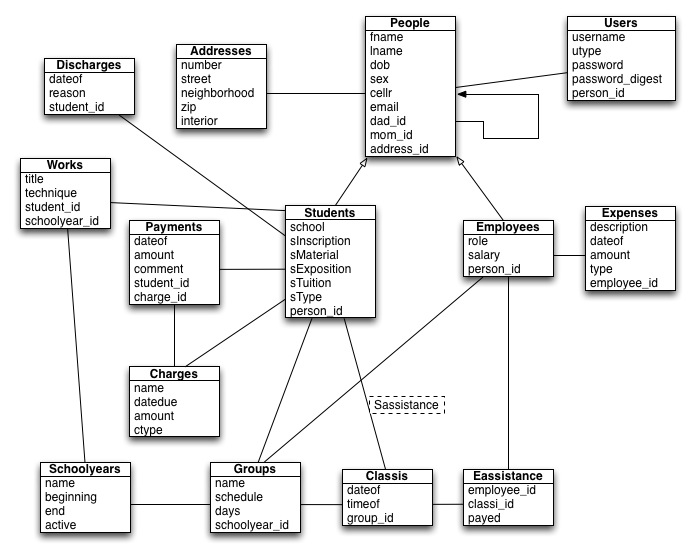 People
fname
lname
dob
sex
cellr
email
dad_id
mom_id
address_id
Users
username
utype
password
password_digest
person_id
Addresses
number
street
neighborhood
zip
interior
Discharges
dateof
reason
student_id
Works
title
technique
student_id
schoolyear_id
Payments
dateof
amount
comment
student_id
charge_id
Students
school
sInscription
sMaterial
sExposition
sTuition
sType
person_id
Employees
role
salary
person_id
Expenses
description
dateof
amount
type
employee_id
Charges
name
datedue
amount
ctype
Sassistance
Schoolyears
name
beginning
end
active
Groups
name
schedule
days
schoolyear_id
Classis
dateof
timeof
group_id
Eassistance
employee_id
classi_id
payed